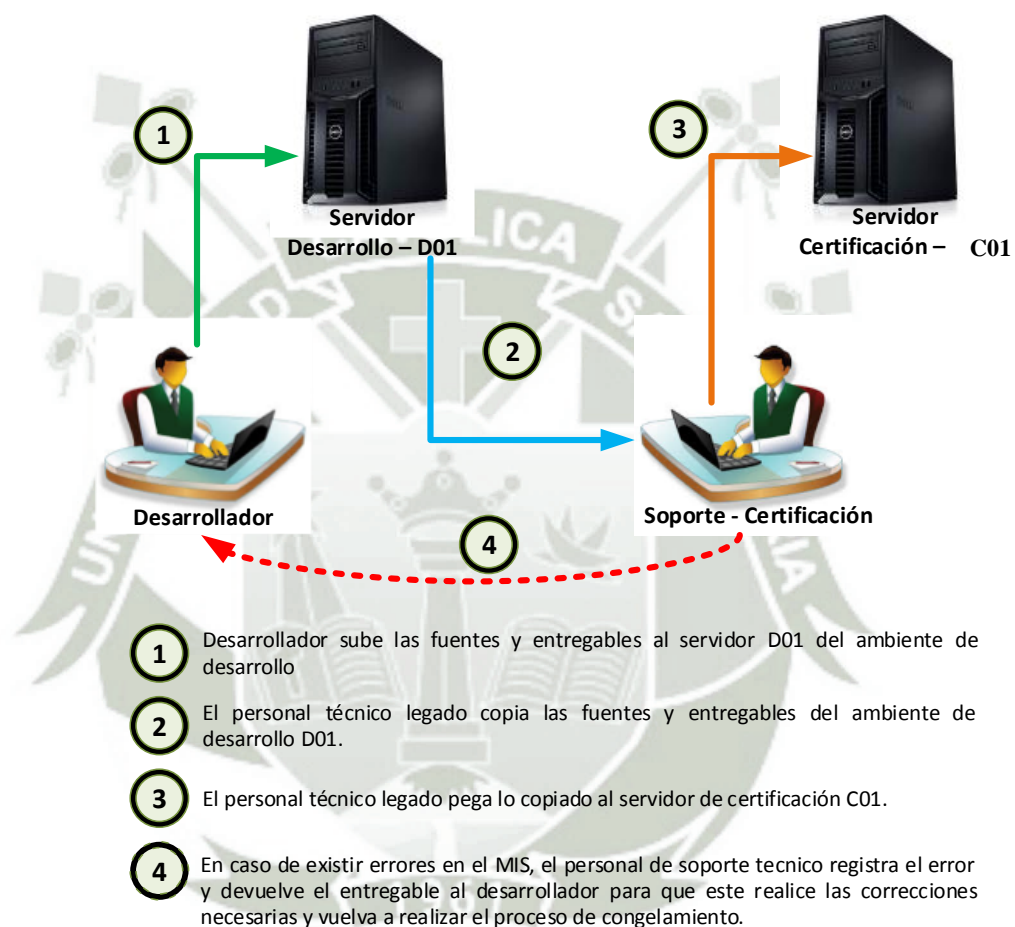 1
3
Servidor
Desarrollo – D01
Servidor
Certificación – C01
2
Desarrollador
Soporte - Certificación
4
1 Desarrollador sube las fuentes y entregables al servidor D01 del ambiente de
desarrollo
2 El personal técnico legado copia las fuentes y entregables del ambiente de
desarrollo D01.
3 El personal técnico legado pega lo copiado al servidor de certificación C01.
4 En caso de existir errores en el MIS, el personal de soporte tecnico registra el error
y devuelve el entregable al desarrollador para que este realice las correcciones
necesarias y vuelva a realizar el proceso de congelamiento.